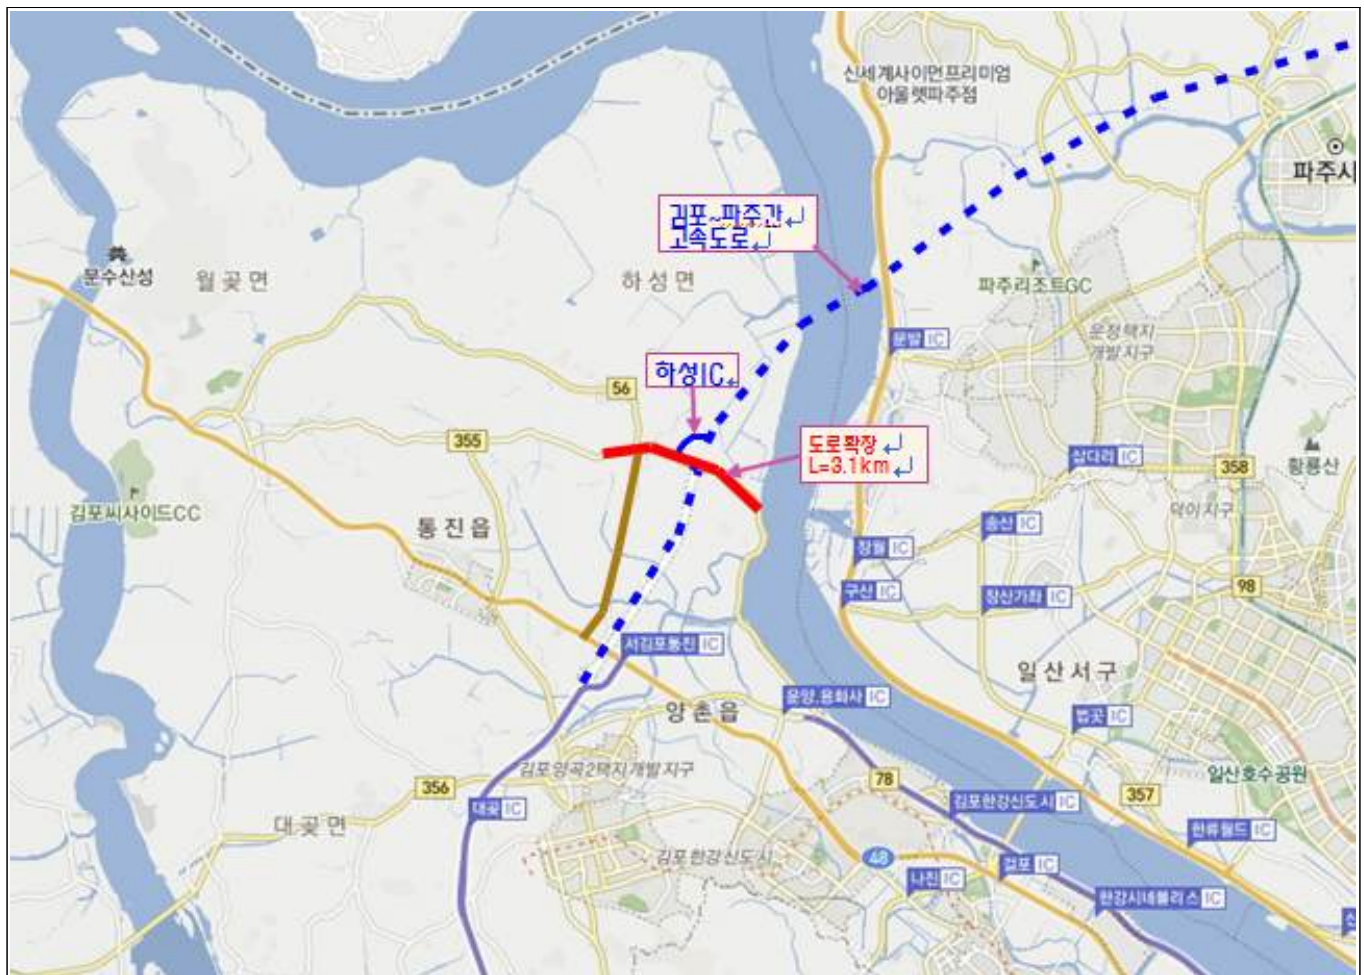 신세계사이먼프리미엄
아울렛파주점
파주시
김포~파주간↵
고속도로↵
문수산성
월곶면
하성면
파주리조트GC
운정택지
개발지구
문발 IC
하성IC↵
56
355
도로확장 ↵
L=3.1km ↵
삽다리 IC
358
황룡산
김포씨사이드CC
통진읍
송산 IC
덕이지구
장월 IC
구산 IC
장산가좌 IC
98
서김포통진 IC
일산서구
양촌읍
운양.용화사 IC
법곳 IC
김포양곡2택지개발지구
356
대곶 IC
78
김포한강신도시 IC
357
일산호수공원
대곶면
한류월드 IC
김포한강신도시
48
나진 IC
걸포 IC
한강시네폴리스 IC
신